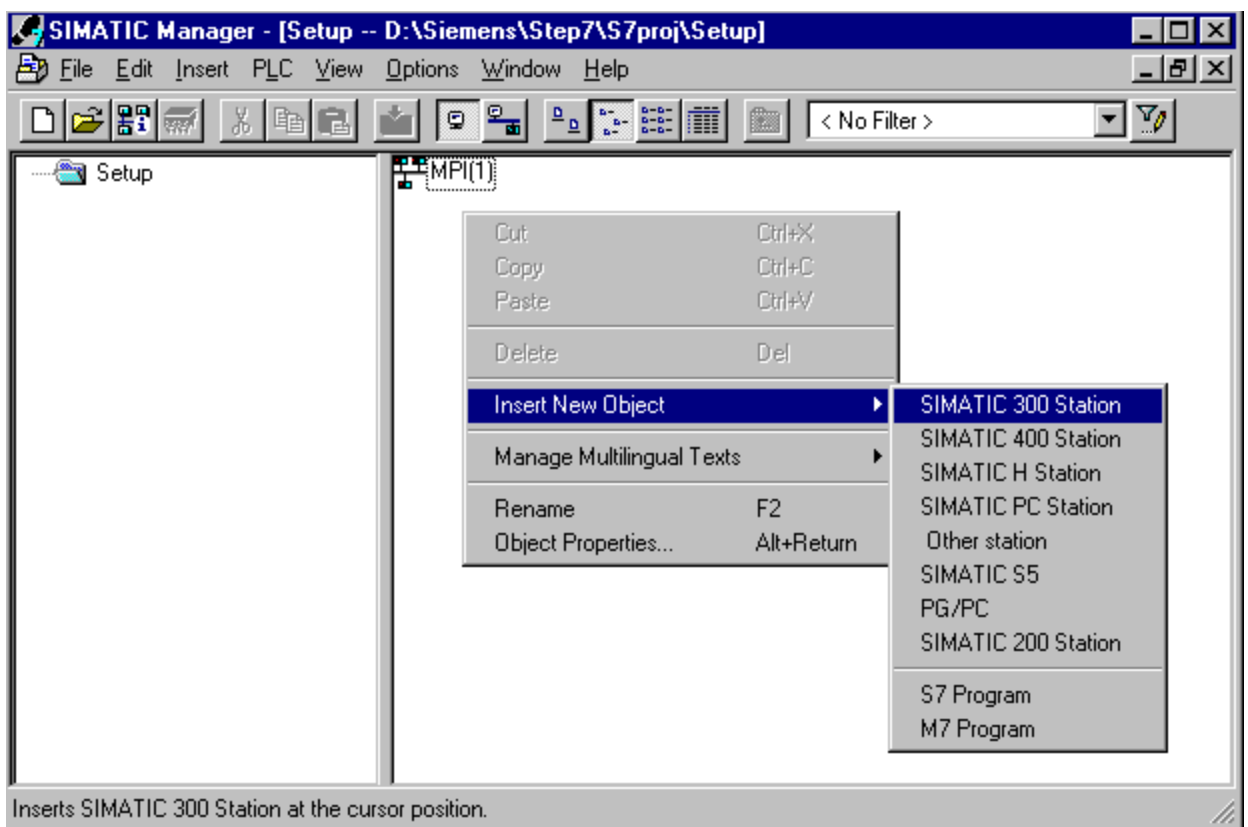 SIMATIC Manager - [Setup -- D:\Siemens\Step7\S7proj\Setup]
File Edit Insert PLC View Options Window Help
< No Filter >
Setup
MPI(1)
Cut Ctrl+X
Copy Ctrl+C
Paste Ctrl+V
Delete Del
Insert New Object
Manage Multilingual Texts
Rename F2
Object Properties... Alt+Return
SIMATIC 300 Station
SIMATIC 400 Station
SIMATIC H Station
SIMATIC PC Station
Other station
SIMATIC S5
PG/PC
SIMATIC 200 Station
S7 Program
M7 Program
Inserts SIMATIC 300 Station at the cursor position.